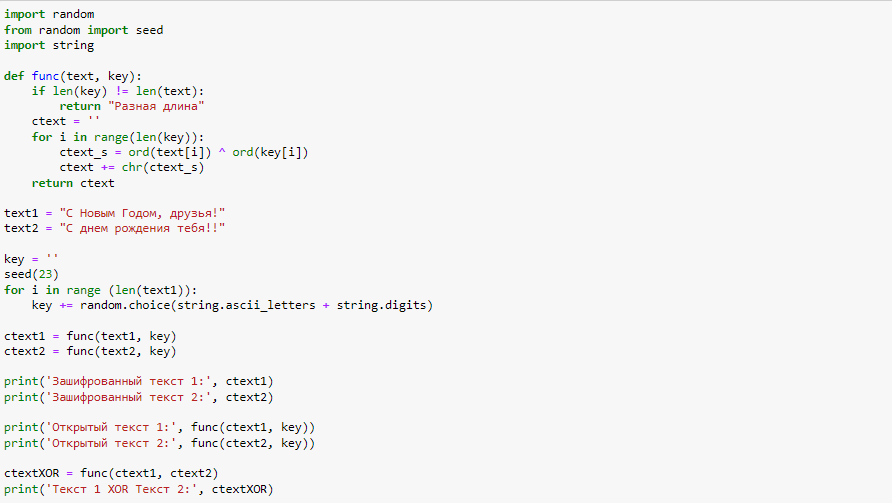 import random
from random import seed
import string
def func(text, key):
    if len(key) != len(text):
        return "Разная длина"
    ctext = ''
    for i in range(len(key)):
        ctext_s = ord(text[i]) ^ ord(key[i])
        ctext += chr(ctext_s)
    return ctext
text1 = "С Новым Годом, друзья!"
text2 = "С днем рождения тебя!!"
key = ''
seed(23)
for i in range (len(text1)):
    key += random.choice(string.ascii_letters + string.digits)
ctext1 = func(text1, key)
ctext2 = func(text2, key)
print('Зашифрованный текст 1:', ctext1)
print('Зашифрованный текст 2:', ctext2)
print('Открытый текст 1:', func(ctext1, key))
print('Открытый текст 2:', func(ctext2, key))
ctextXOR = func(ctext1, ctext2)
print('Текст 1 XOR Текст 2:', ctextXOR)